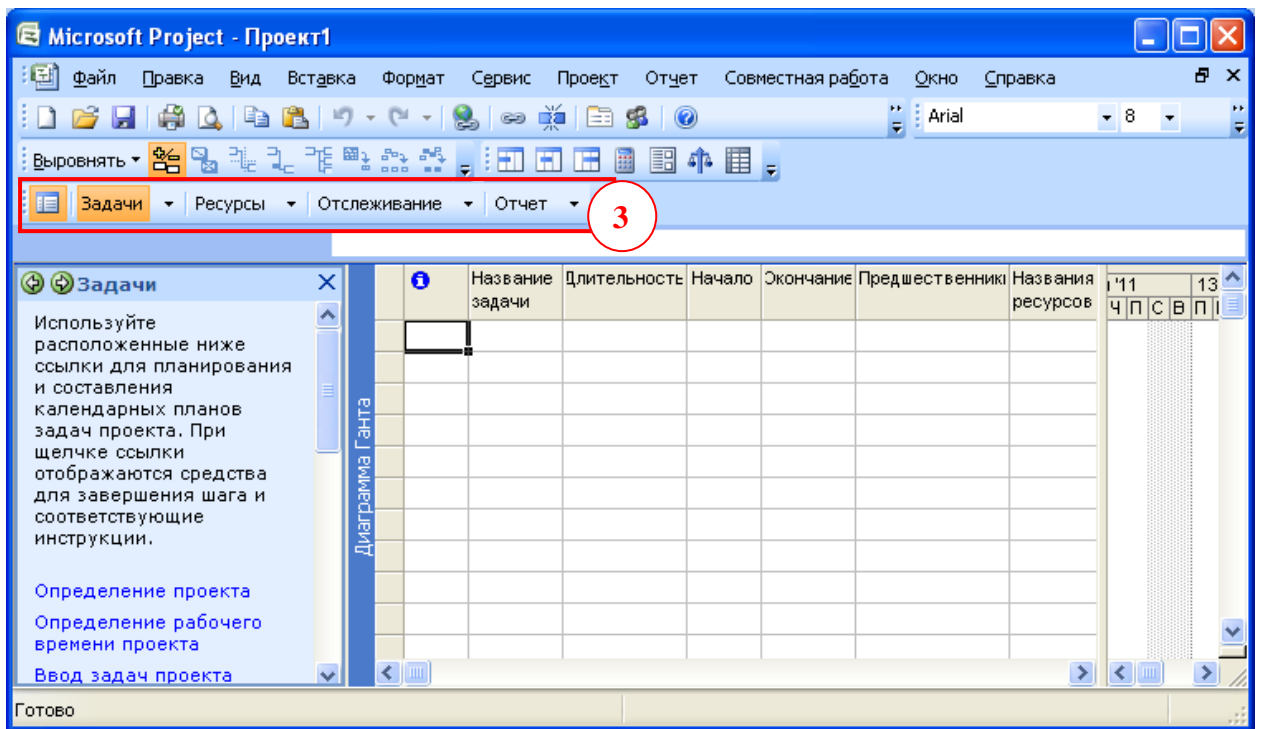 Microsoft Project - Проект1
Файл Правка Вид Вставка Формат Сервис Проект Отчет Совместная работа Окно Справка
Arial 8
Выровнять
Задачи Ресурсы Отслеживание Отчет
3
Задачи
Используйте
расположенные ниже
ссылки для планирования
и составления
календарных планов
задач проекта. При
щелчке ссылки
отображаются средства
для завершения шага и
соответствующие
инструкции.
Определение проекта
Определение рабочего
времени проекта
Ввод задач проекта
Диаграмма Ганта
Название Длительность Начало Окончание Предшественники Названия
задачи ресурсов
'11 13
Ч П С В П
Готово